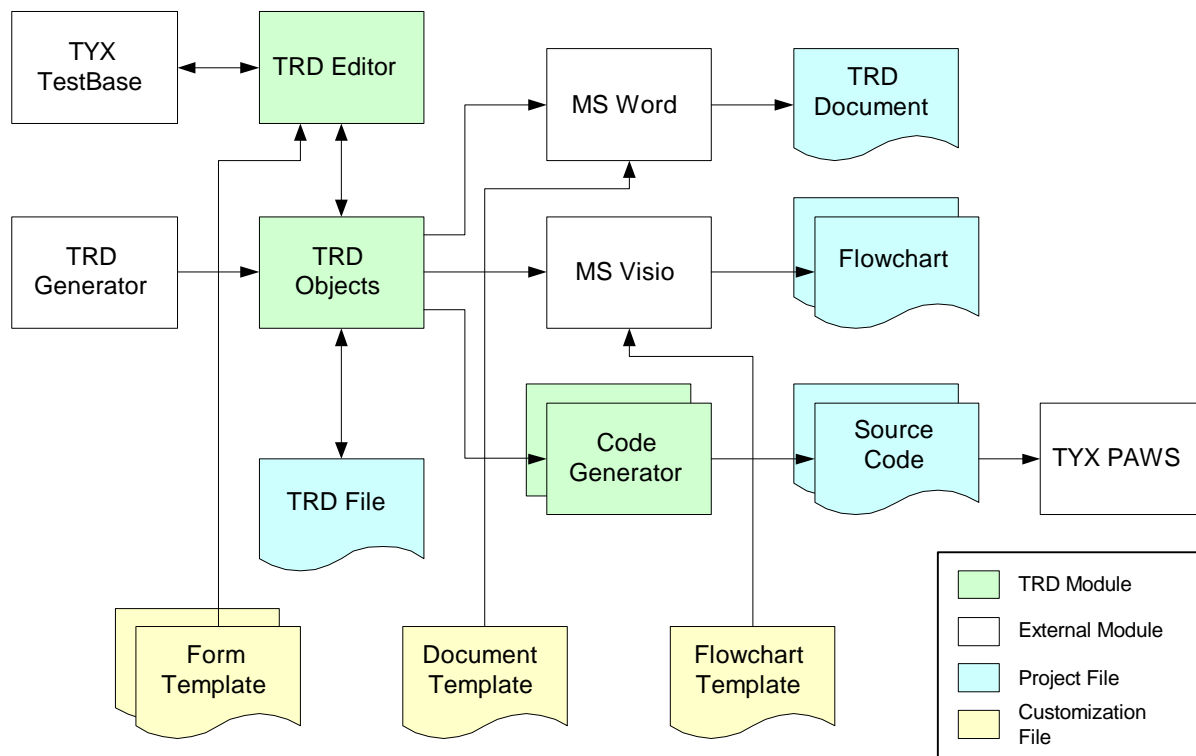 TYX
TestBase
TRD Editor
MS Word
TRD
Document
TRD
Generator
TRD
Objects
MS Visio
Flowchart
Code
Generator
Source
Code
TYX PAWS
TRD File
Form
Template
Document
Template
Flowchart
Template
TRD Module
External Module
Project File
Customization
File